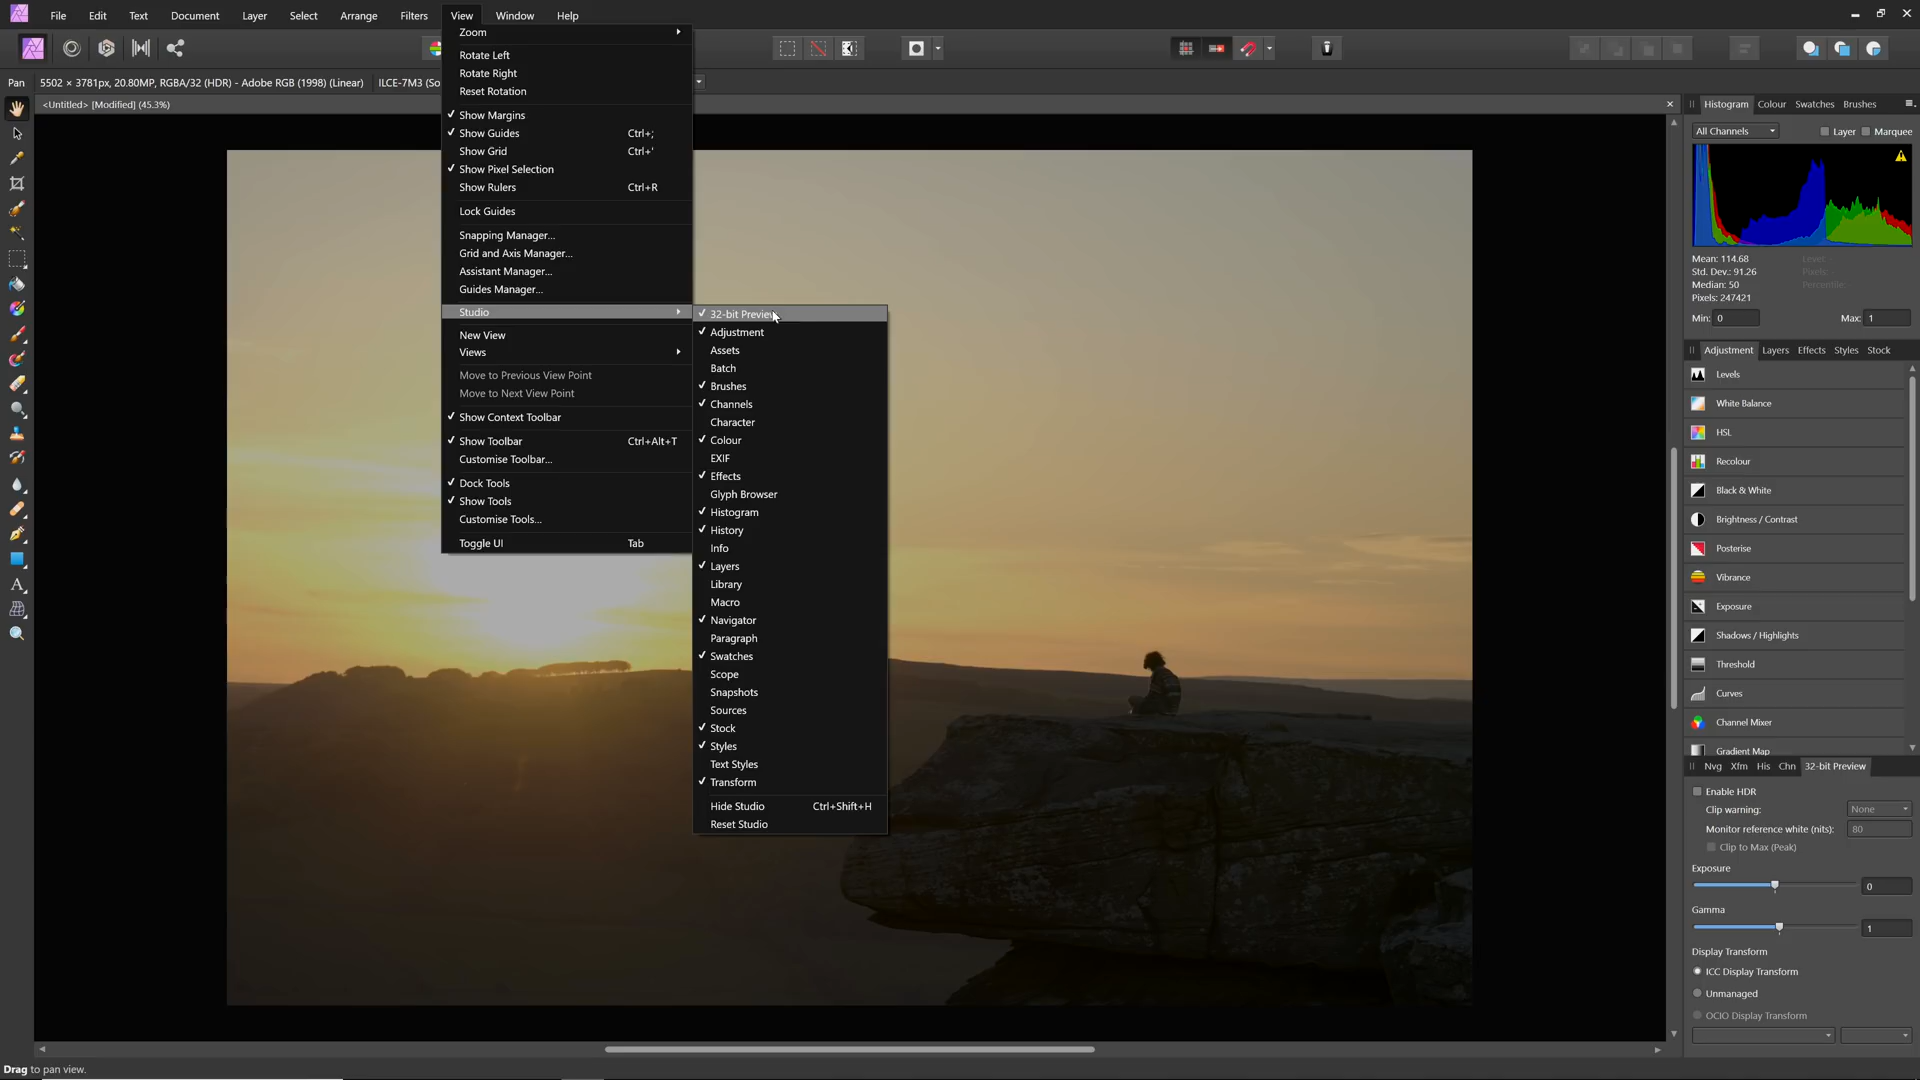 File Edit Text Document Layer Select Arrange Filters View Window Help
Pan 5502 × 3781px, 20.80MP, RGBA/32 (HDR) - Adobe RGB (1998) (Linear) ILCE-7M3 (So
<Untitled> [Modified] (45.3%)
Zoom
Rotate Left
Rotate Right
Reset Rotation
Show Margins
Show Guides Ctrl+;
Show Grid Ctrl+'
Show Pixel Selection
Show Rulers Ctrl+R
Lock Guides
Snapping Manager...
Grid and Axis Manager...
Assistant Manager...
Guides Manager...
Studio
New View
Views
Move to Previous View Point
Move to Next View Point
Show Context Toolbar
Show Toolbar Ctrl+Alt+T
Customise Toolbar...
Dock Tools
Show Tools
Customise Tools...
Toggle UI Tab
32-bit Preview
Adjustment
Assets
Batch
Brushes
Channels
Character
Colour
EXIF
Effects
Glyph Browser
Histogram
History
Info
Layers
Library
Macro
Navigator
Paragraph
Swatches
Scope
Snapshots
Sources
Stock
Styles
Text Styles
Transform
Hide Studio Ctrl+Shift+H
Reset Studio
Histogram Colour Swatches Brushes
All Channels Layer Marquee
Mean: 114.68 Level:
Std. Dev.: 91.26 Pixels:
Median: 50 Percentile:
Pixels: 247421
Min: 0 Max: 1
Adjustment Layers Effects Styles Stock
Levels
White Balance
HSL
Recolour
Black & White
Brightness / Contrast
Posterise
Vibrance
Exposure
Shadows / Highlights
Threshold
Curves
Channel Mixer
Gradient Map
Nvg Xfm His Chn 32-bit Preview
Enable HDR
Clip warning: None
Monitor reference white (nits): 80
Clip to Max (Peak)
Exposure
0
Gamma
1
Display Transform
ICC Display Transform
Unmanaged
OCIO Display Transform
Drag to pan view.